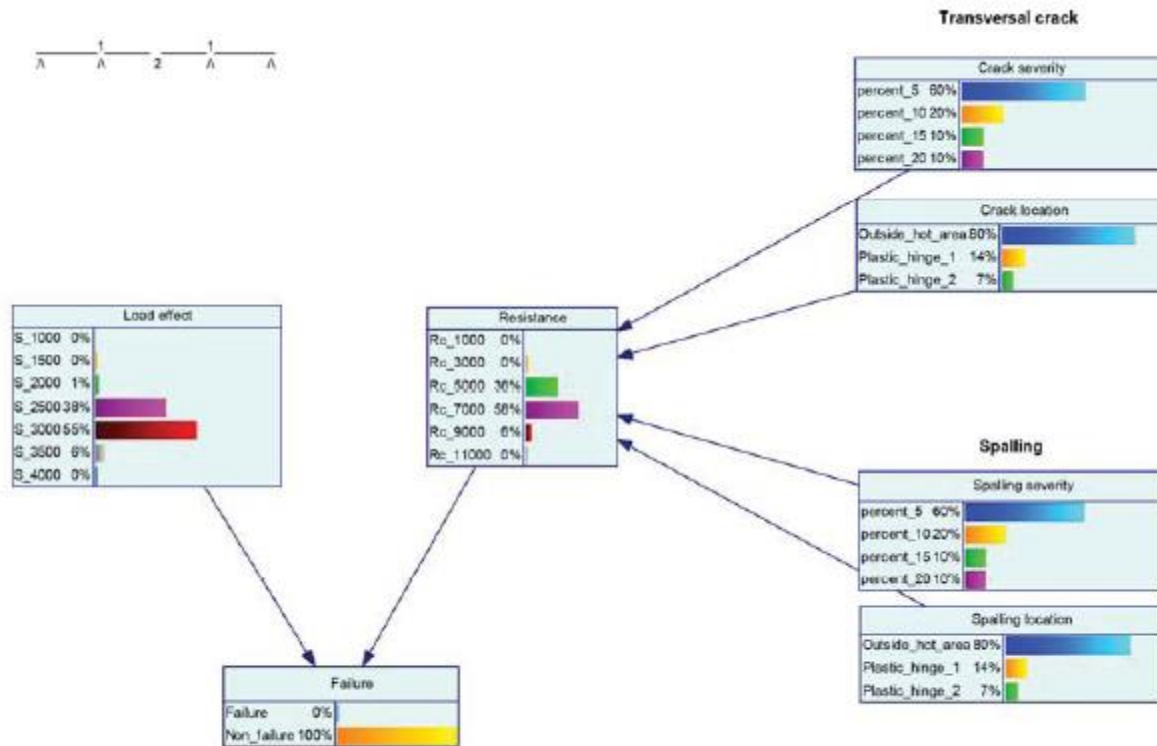 Transversal crack
1 1
2
Crack severity
percent_5 60%
percent_10 20%
percent_15 10%
percent_20 10%
Crack location
Outside_hot_area 80%
Plastic_hinge_1 14%
Plastic_hinge_2 7%
Load effect
S_1000 0%
S_1500 0%
S_2000 1%
S_2500 38%
S_3000 55%
S_3500 6%
S_4000 0%
Resistance
Rc_1000 0%
Rc_3000 0%
Rc_5000 36%
Rc_7000 58%
Rc_9000 6%
Rc_11000 0%
Spalling
Spalling severity
percent_5 60%
percent_10 20%
percent_15 10%
percent_20 10%
Spalling location
Outside_hot_area 80%
Plastic_hinge_1 14%
Plastic_hinge_2 7%
Failure
Failure 0%
Non_failure 100%